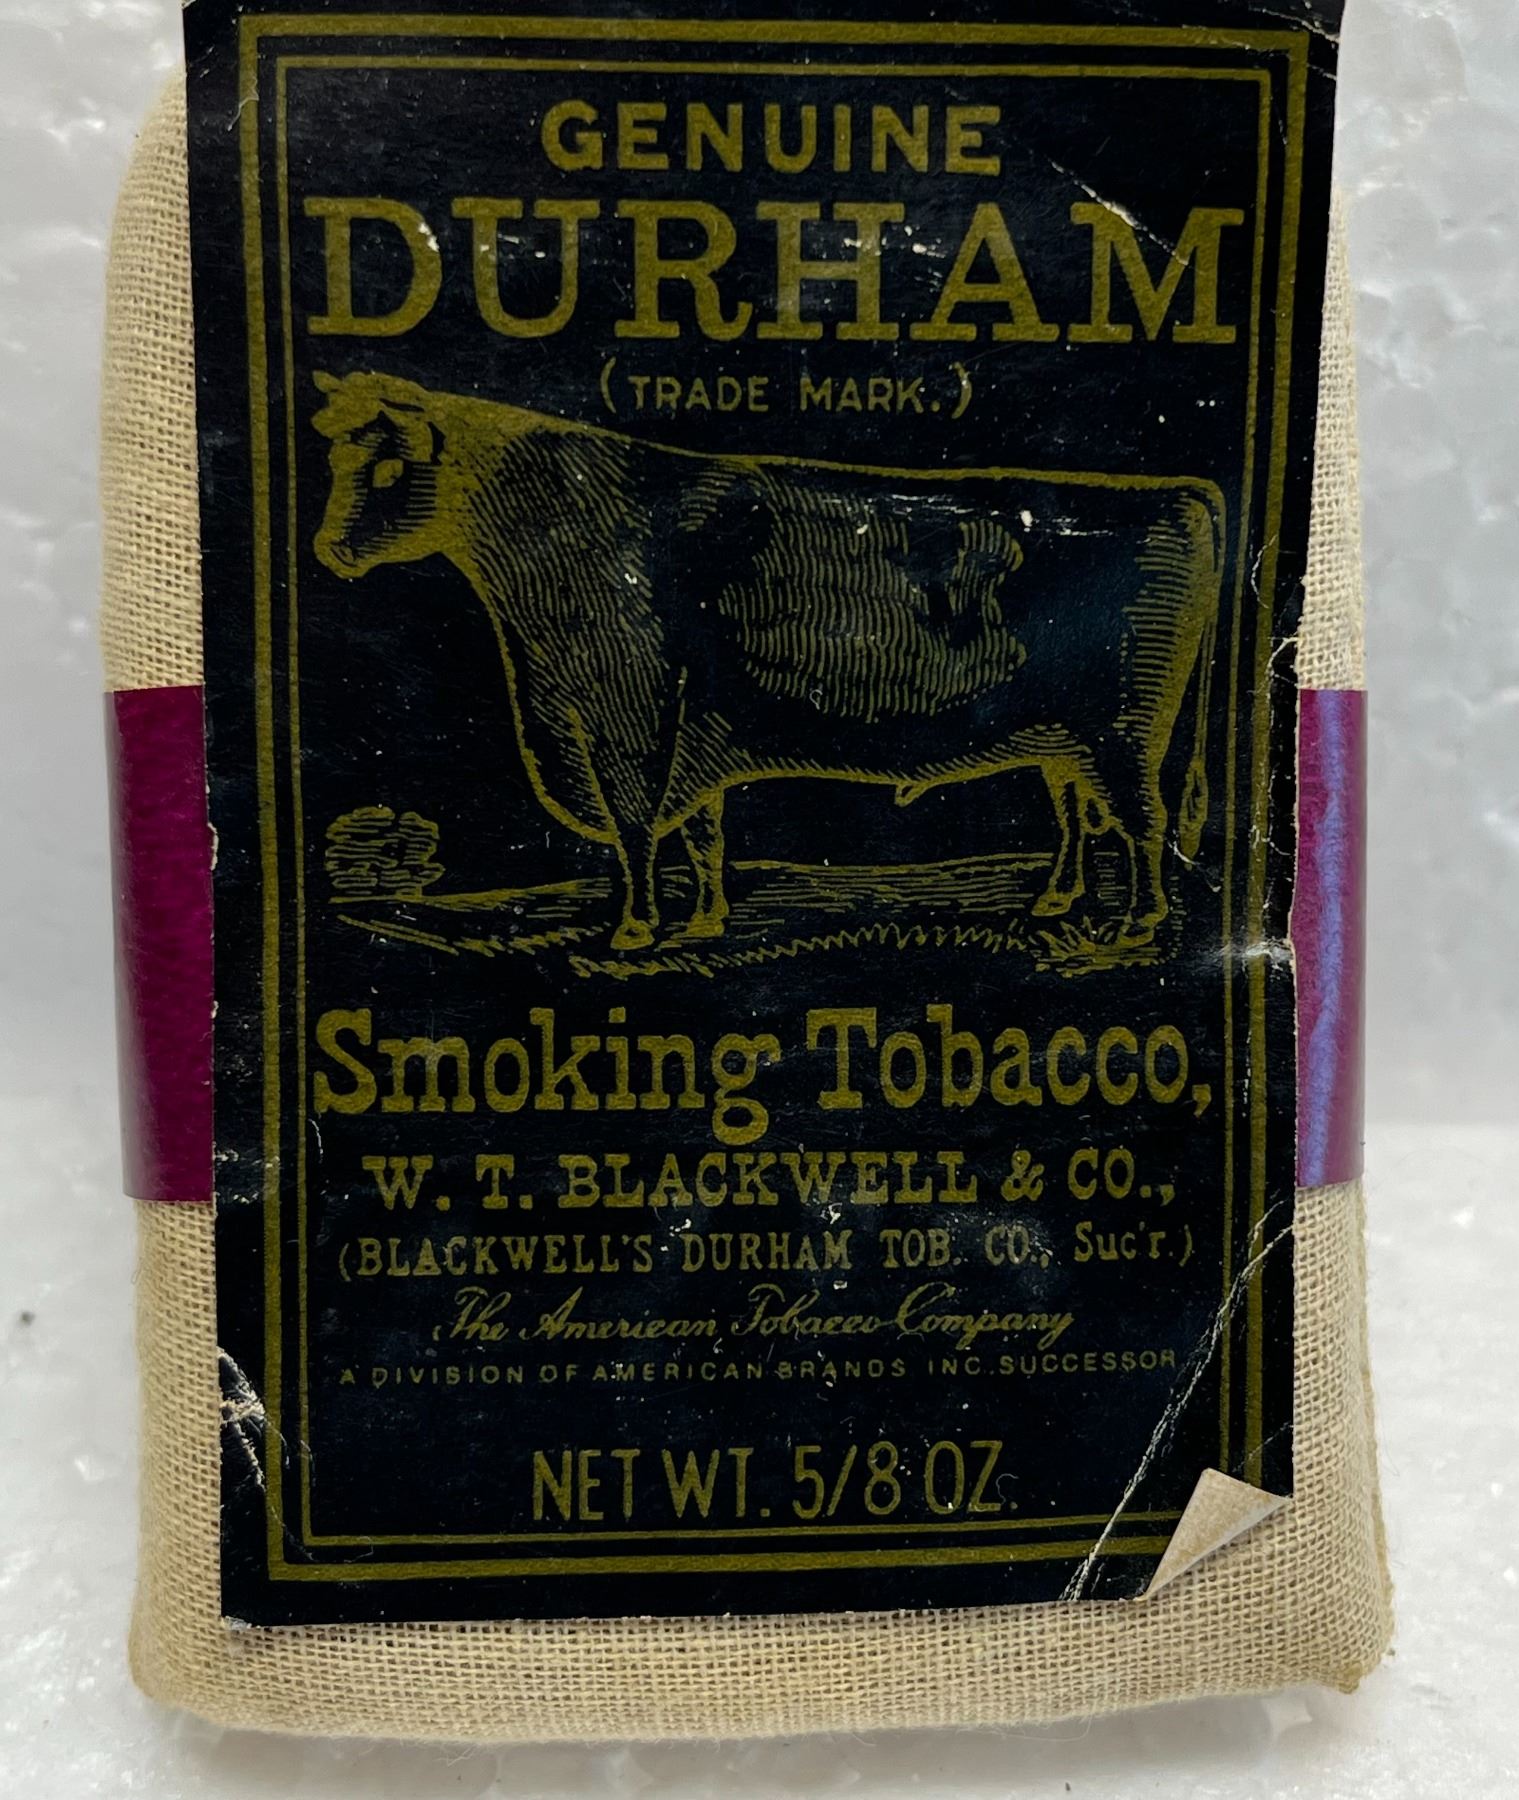 GENUINE
DURHAM
(TRADE MARK.)
Smoking Tobacco,
W. T. BLACKWELL & CO.,
(BLACKWELL'S DURHAM TOB. CO., Suc'r.)
The American Tobacco Company
A DIVISION OF AMERICAN BRANDS INC. SUCCESSOR
NET WT. 5/8 OZ.